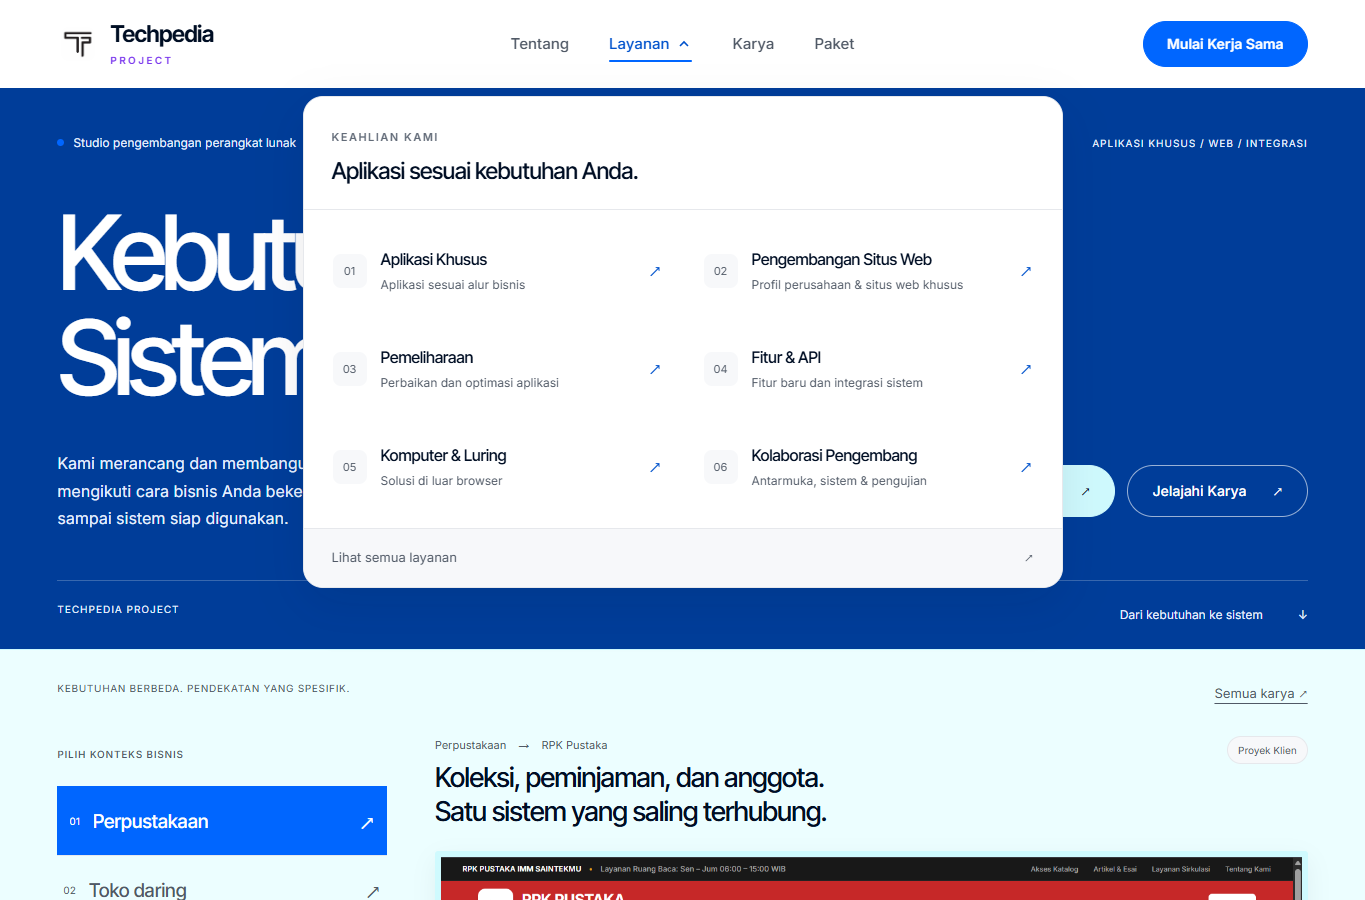 Techpedia
PROJECT
Tentang
Layanan
Karya
Paket
Mulai Kerja Sama
Studio pengembangan perangkat lunak
APLIKASI KHUSUS / WEB / INTEGRASI
KEAHLIAN KAMI
Aplikasi sesuai kebutuhan Anda.
01
Aplikasi Khusus
Aplikasi sesuai alur bisnis
02
Pengembangan Situs Web
Profil perusahaan & situs web khusus
03
Pemeliharaan
Perbaikan dan optimasi aplikasi
04
Fitur & API
Fitur baru dan integrasi sistem
05
Komputer & Luring
Solusi di luar browser
06
Kolaborasi Pengembang
Antarmuka, sistem & pengujian
Lihat semua layanan
Sistem
Kami merancang dan
mengikuti cara bisnis Anda
sampai sistem siap digunakan.
Jelajahi Karya
TECHPEDIA PROJECT
Dari kebutuhan ke sistem
KEBUTUHAN BERBEDA. PENDEKATAN YANG SPESIFIK.
Semua karya
PILIH KONTEKS BISNIS
01 Perpustakaan
02 Toko daring
Perpustakaan → RPK Pustaka
Proyek Klien
Koleksi, peminjaman, dan anggota.
Satu sistem yang saling terhubung.
RPK PUSTAKA IMM SAINTEKMU • Layanan Ruang Baca: Sen – Jum 06:00 – 15:00 WIB
Akses Katalog
Artikel & Esai
Layanan Sirkulasi
Tentang Kami
RPK PUSTAKA